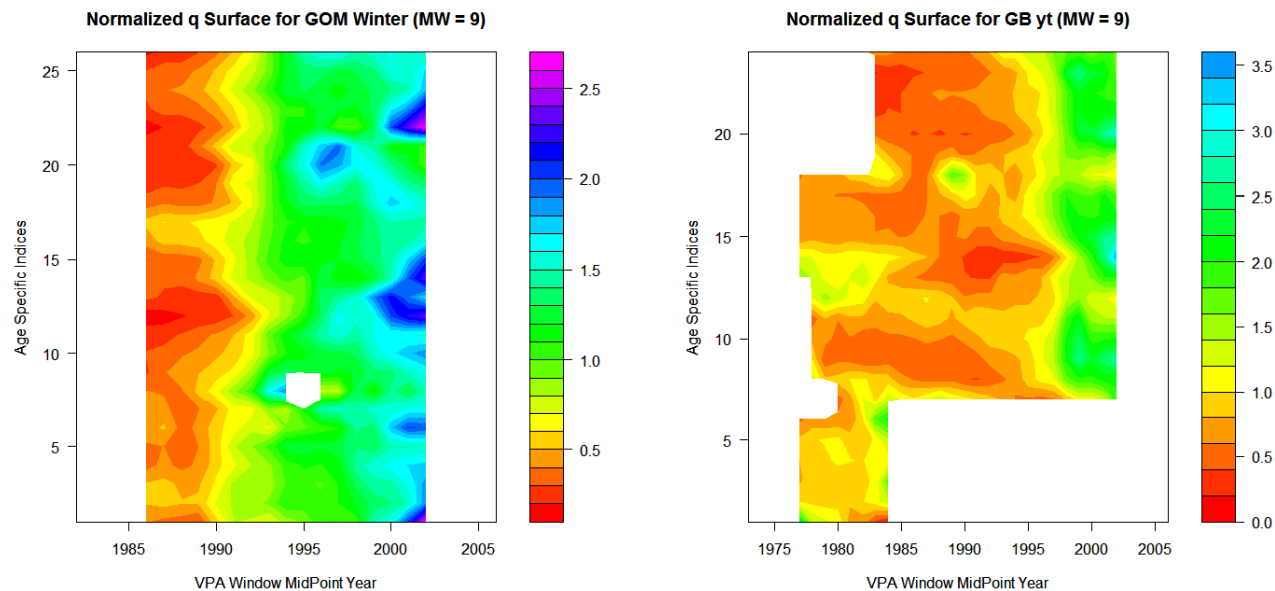 Normalized q Surface for GOM Winter (MW = 9)
Age Specific Indices
25
20
15
10
5
1985 1990 1995 2000 2005
VPA Window MidPoint Year
2.5
2.0
1.5
1.0
0.5
Normalized q Surface for GB yt (MW = 9)
Age Specific Indices
20
15
10
5
1975 1980 1985 1990 1995 2000 2005
VPA Window MidPoint Year
3.5
3.0
2.5
2.0
1.5
1.0
0.5
0.0